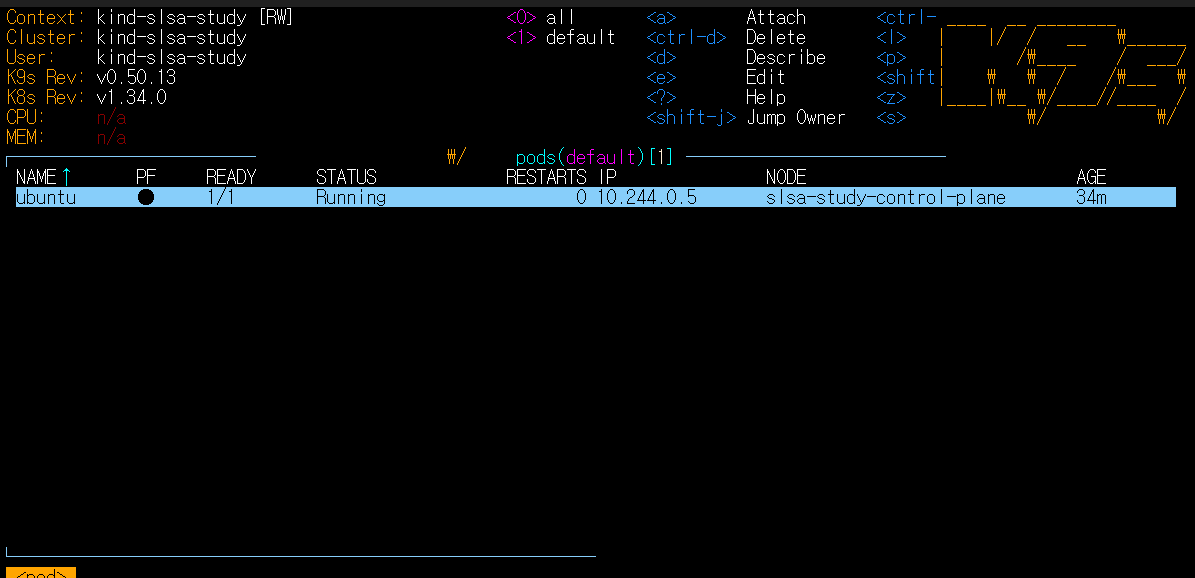 Context: kind-slsa-study [RW] <0> all <a> Attach <ctrl-
Cluster: kind-slsa-study <1> default <ctrl-d> Delete <l>
User: kind-slsa-study <d> Describe <p>
K9s Rev: v0.50.13 <e> Edit <shift
K8s Rev: v1.34.0 <?> Help <z>
CPU: n/a <shift-j> Jump Owner <s>
MEM: n/a
pods(default)[1]
NAME↑ PF READY STATUS RESTARTS IP NODE AGE
ubuntu ● 1/1 Running 0 10.244.0.5 slsa-study-control-plane 34m
<pod>